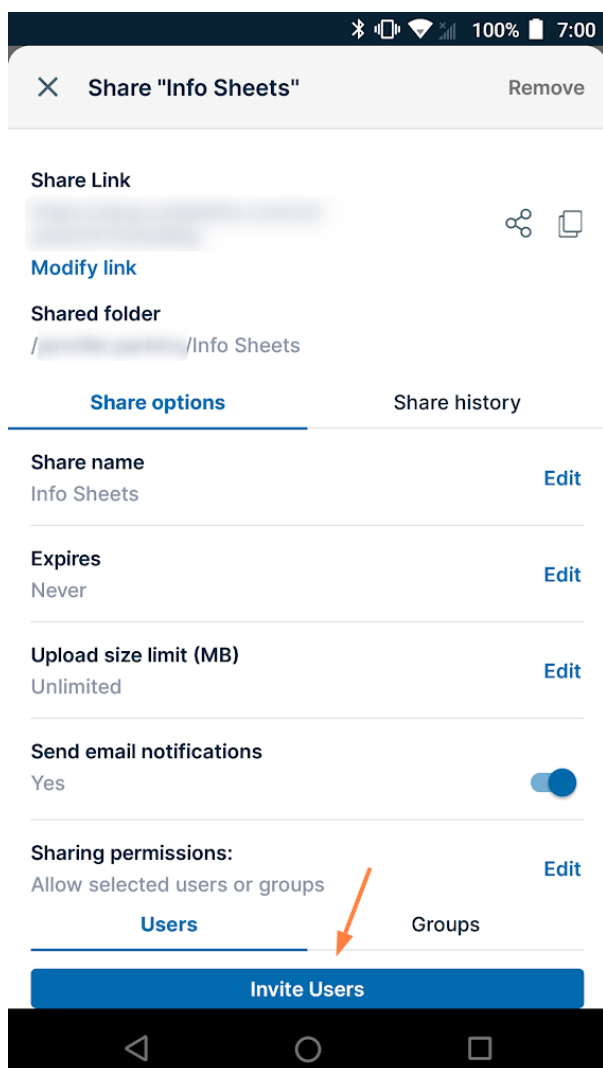 100% 7:00
Share "Info Sheets" Remove
Share Link
Modify link
Shared folder
/ /Info Sheets
Share options Share history
Share name
Info Sheets
Edit
Expires
Never
Edit
Upload size limit (MB)
Unlimited
Edit
Send email notifications
Yes
Sharing permissions:
Allow selected users or groups
Edit
Users Groups
Invite Users